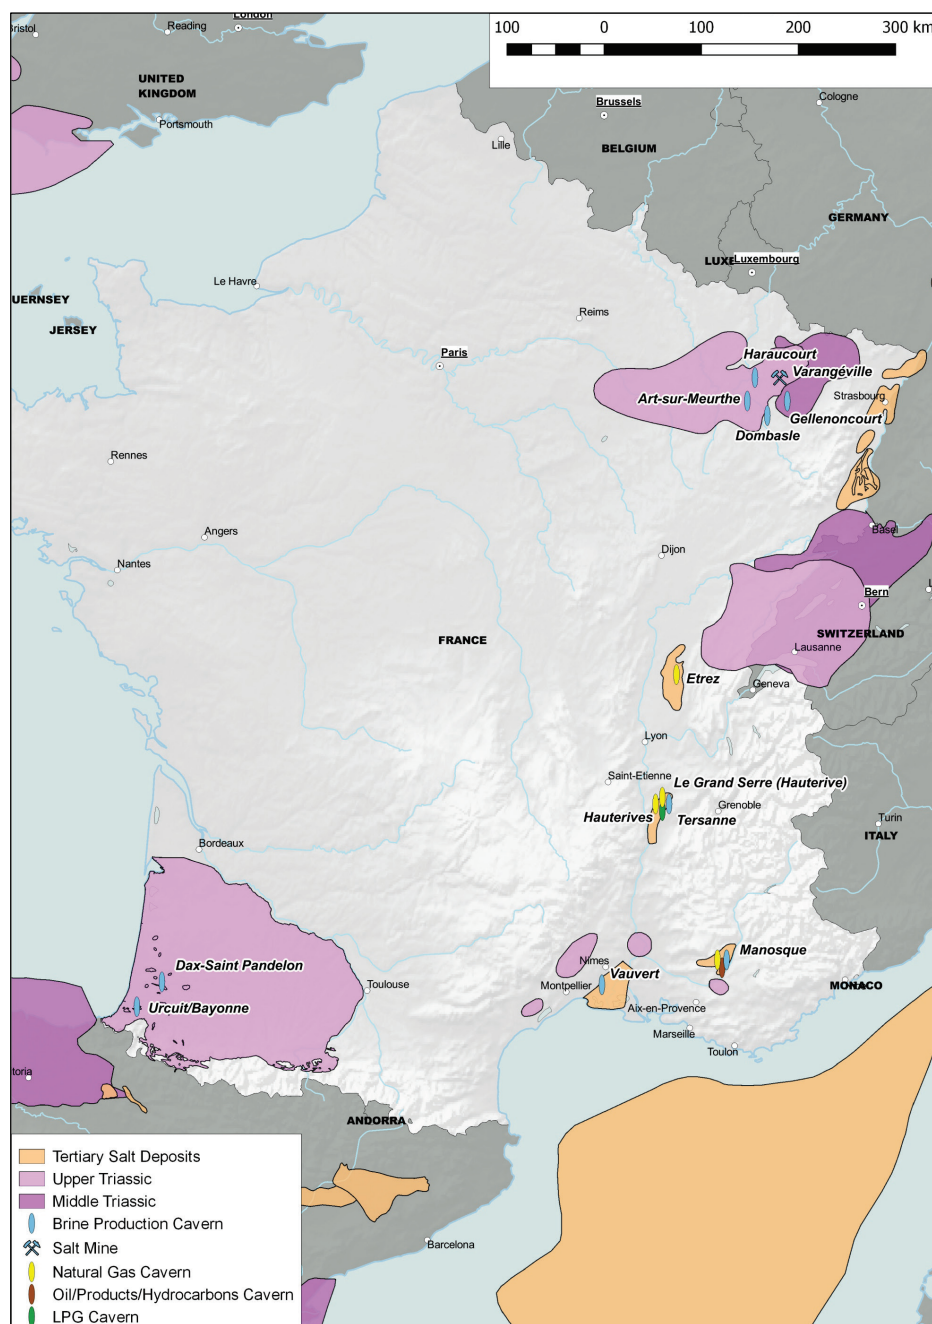 100 0 100 200 300 km
London
Reading
Bristol
UNITED
KINGDOM
Portsmouth
Brussels
Cologne
BELGIUM
Lille
GERMANY
LUXE
Luxembourg
Le Havre
UERNSEY
JERSEY
Reims
Paris
Haraucourt
Varangéville
Art-sur-Meurthe
Strasbourg
Gellenoncourt
Dombasle
Rennes
Angers
Nantes
Dijon
Basel
Bern
L
FRANCE
SWITZERLAND
Lausanne
Etrez
Geneva
Lyon
Saint-Etienne
Le Grand Serre (Hauterive)
Grenoble
Hauterives
Tersanne
Turin
ITALY
Bordeaux
Manosque
Dax-Saint Pandelon
Nimes
Vauvert
Toulouse
Montpellier
MONACO
Urçuit/Bayonne
Aix-en-Provence
Marseille
Toulon
toria
ANDORRA
Tertiary Salt Deposits
Upper Triassic
Middle Triassic
Brine Production Cavern
Salt Mine
Natural Gas Cavern
Oil/Products/Hydrocarbons Cavern
LPG Cavern
Barcelona